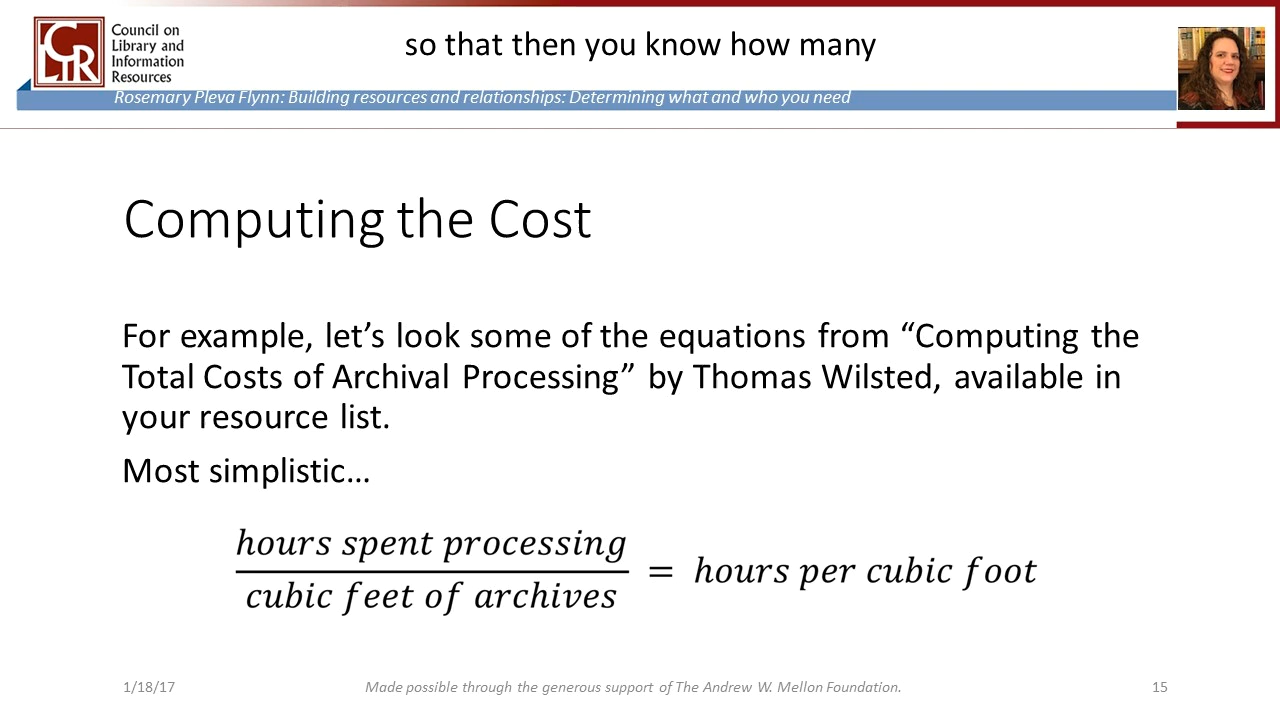 CLIR
Council on
Library and
Information
Resources
so that then you know how many
Rosemary Pleva Flynn: Building resources and relationships: Determining what and who you need
Computing the Cost
For example, let’s look some of the equations from “Computing the
Total Costs of Archival Processing” by Thomas Wilsted, available in
your resource list.
Most simplistic…
hours spent processing
cubic feet of archives
= hours per cubic foot
1/18/17
Made possible through the generous support of The Andrew W. Mellon Foundation.
15